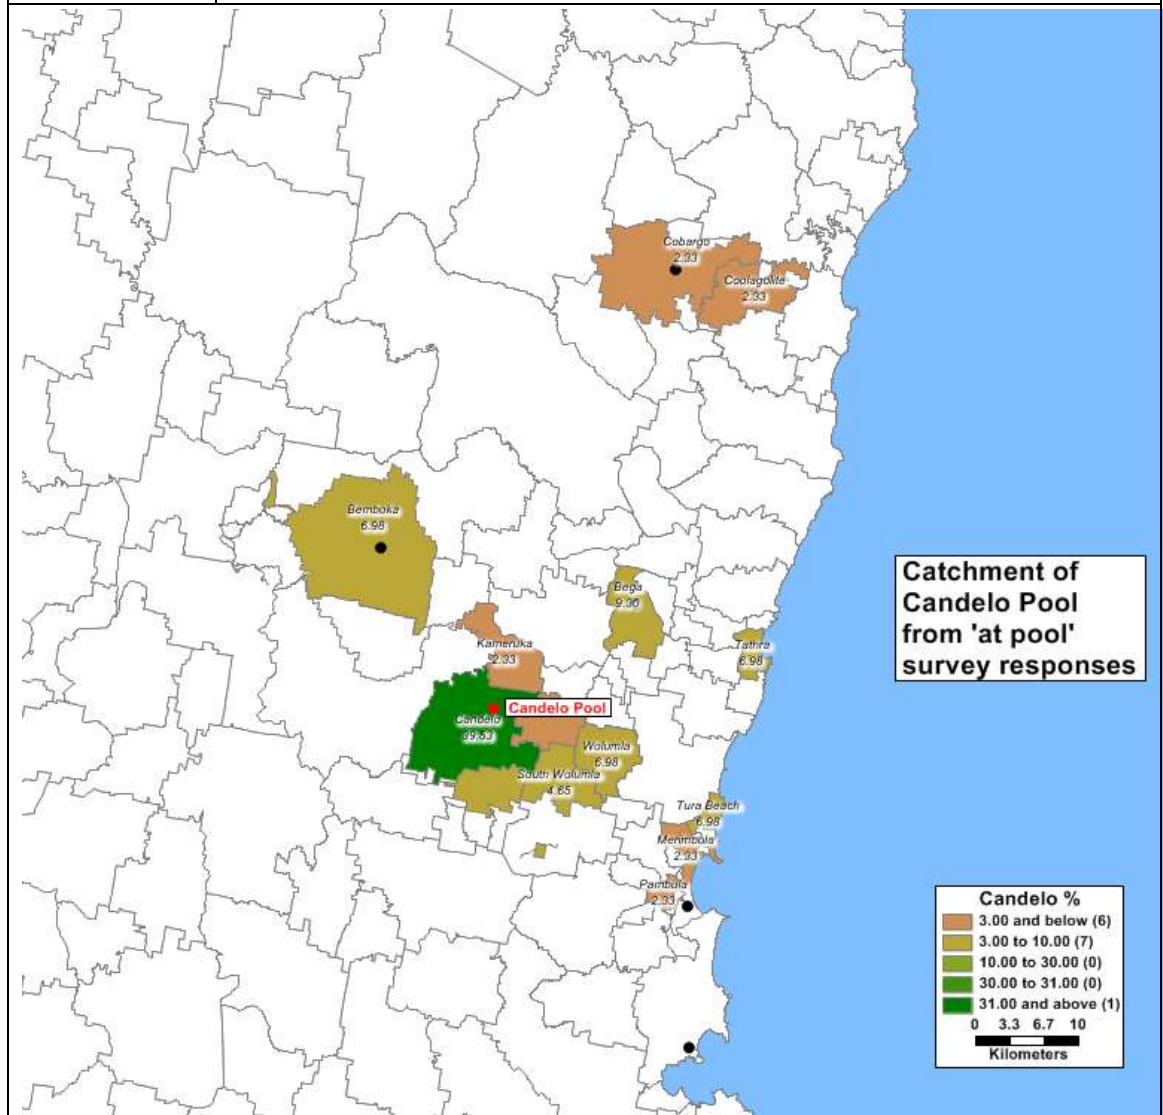 Cobargo
2.33
Coolagolite
2.33
Bemboka
6.98
Bega
9.30
Kameruka
2.33
Tathra
6.98
Candelo Pool
Candelo
39.53
Wolumla
6.98
South Wolumla
4.65
Tura Beach
6.98
Merimbula
2.33
Pambula
2.33
Catchment of
Candelo Pool
from 'at pool'
survey responses
Candelo %
3.00 and below (6)
3.00 to 10.00 (7)
10.00 to 30.00 (0)
30.00 to 31.00 (0)
31.00 and above (1)
0 3.3 6.7 10
Kilometers